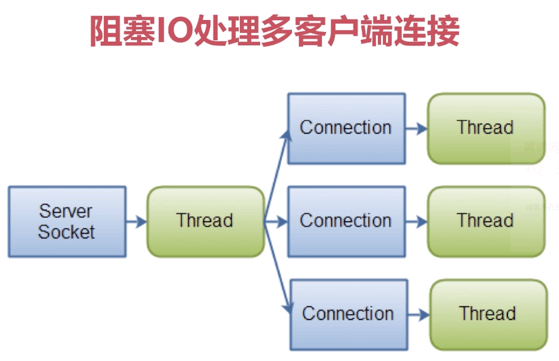 阻塞IO处理多客户端连接
Connection
Thread
Server
Socket
Thread
Connection
Thread
Connection
Thread